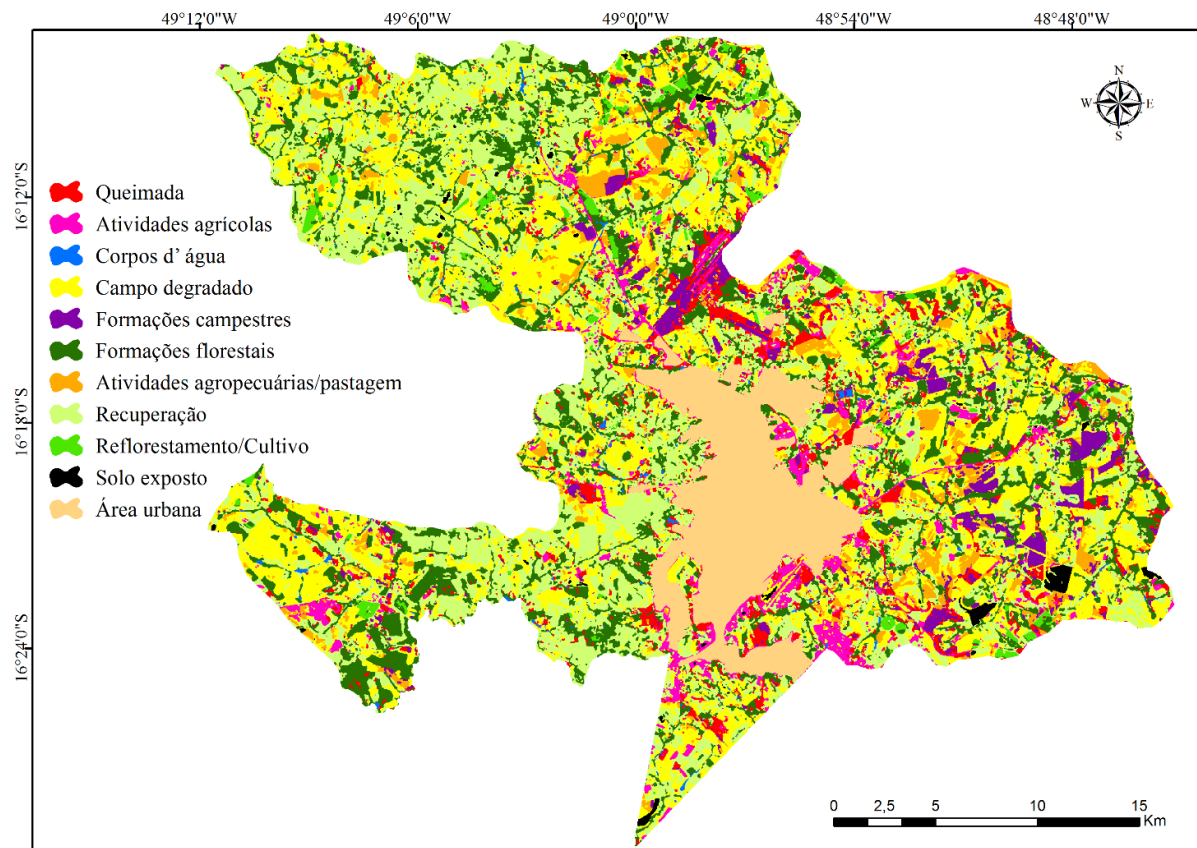 49°12'0"W 49°6'0"W 49°0'0"W 48°54'0"W 48°48'0"W
N
W E
S
16°12'0"S
Queimada
Atividades agrícolas
Corpos d' água
Campo degradado
Formações campestres
Formações florestais
Atividades agropecuárias/pastagem
Recuperação
Reflorestamento/Cultivo
Solo exposto
Área urbana
16°18'0"S
16°24'0"S
0 2,5 5 10 15
Km